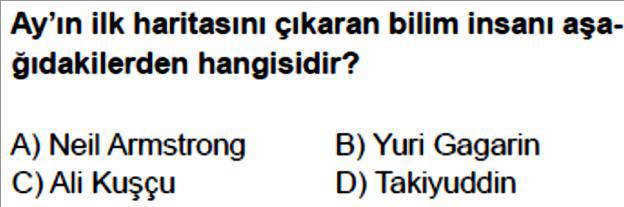 Ay’ın ilk haritasını çıkaran bilim insanı aşa-
ğıdakilerden hangisidir?
A) Neil Armstrong B) Yuri Gagarin
C) Ali Kuşçu D) Takiyuddin